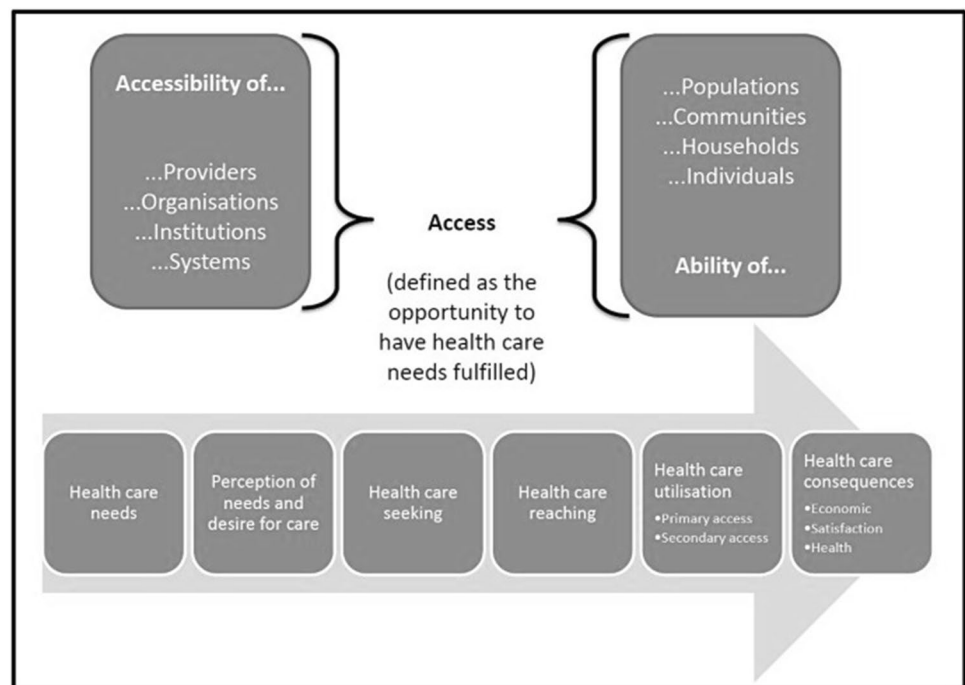 Accessibility of...
...Providers
...Organisations
...Institutions
...Systems
Access
(defined as the
opportunity to
have health care
needs fulfilled)
...Populations
...Communities
...Households
...Individuals
Ability of...
Health care
needs
Perception of
needs and
desire for care
Health care
seeking
Health care
reaching
Health care
utilisation
•Primary access
•Secondary access
Health care
consequences
•Economic
•Satisfaction
•Health